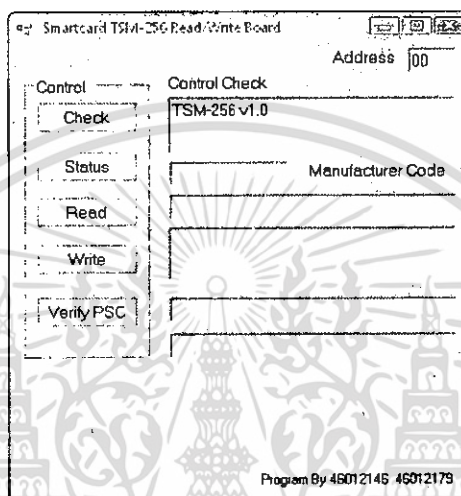 Smartcard TSM-256 Read/Write Board
Address 00
Control
Control Check
Check
TSM-256 v1.0
Status
Manufacturer Code
Read
Write
Verify PSC
Program By 46012146 46012179